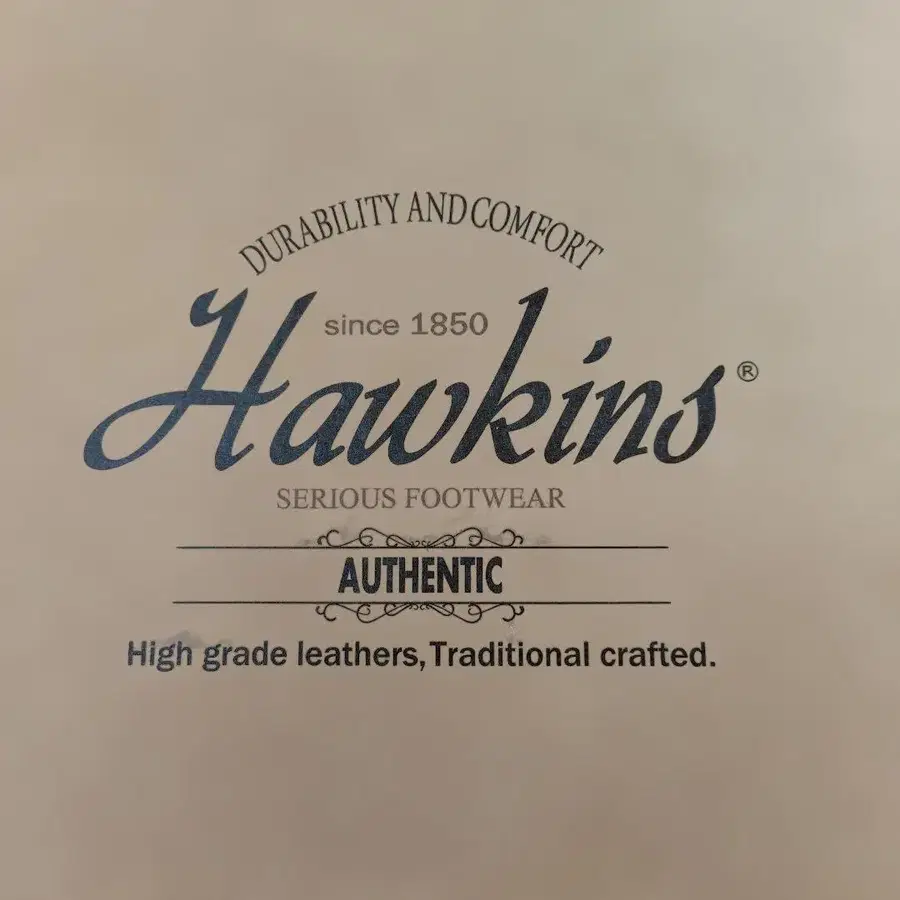 DURABILITY AND COMFORT
since 1850
Hawkins®
SERIOUS FOOTWEAR
AUTHENTIC
High grade leathers, Traditional crafted.